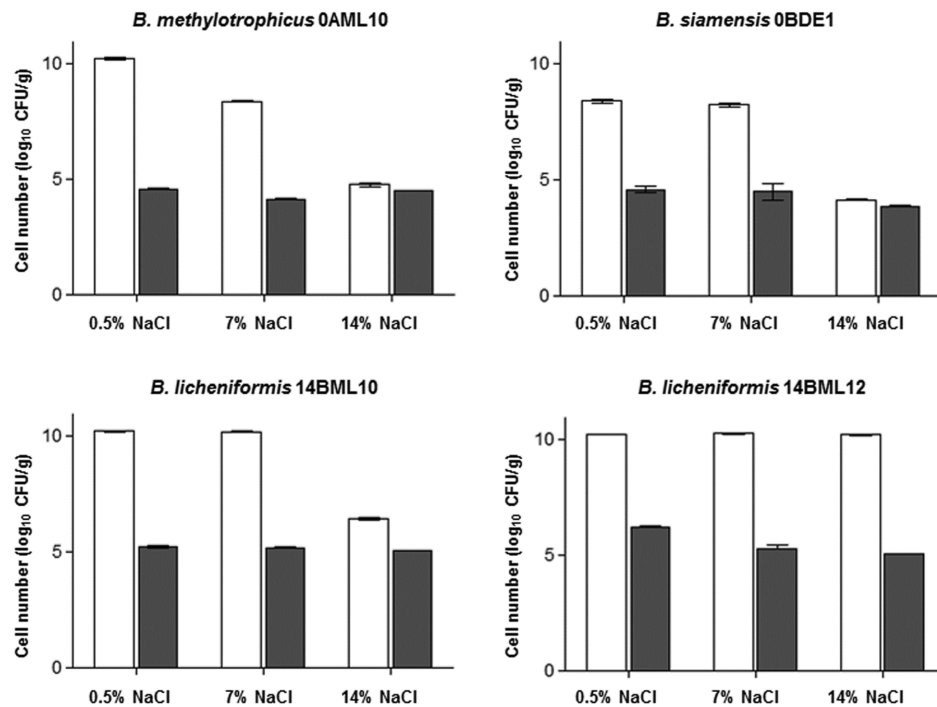 B. methylotrophicus 0AML10
Cell number (log₁₀ CFU/g)
10
5
0
0.5% NaCl
7% NaCl
14% NaCl
B. siamensis 0BDE1
Cell number (log₁₀ CFU/g)
10
5
0
0.5% NaCl
7% NaCl
14% NaCl
B. licheniformis 14BML10
Cell number (log₁₀ CFU/g)
10
5
0
0.5% NaCl
7% NaCl
14% NaCl
B. licheniformis 14BML12
Cell number (log₁₀ CFU/g)
10
5
0
0.5% NaCl
7% NaCl
14% NaCl